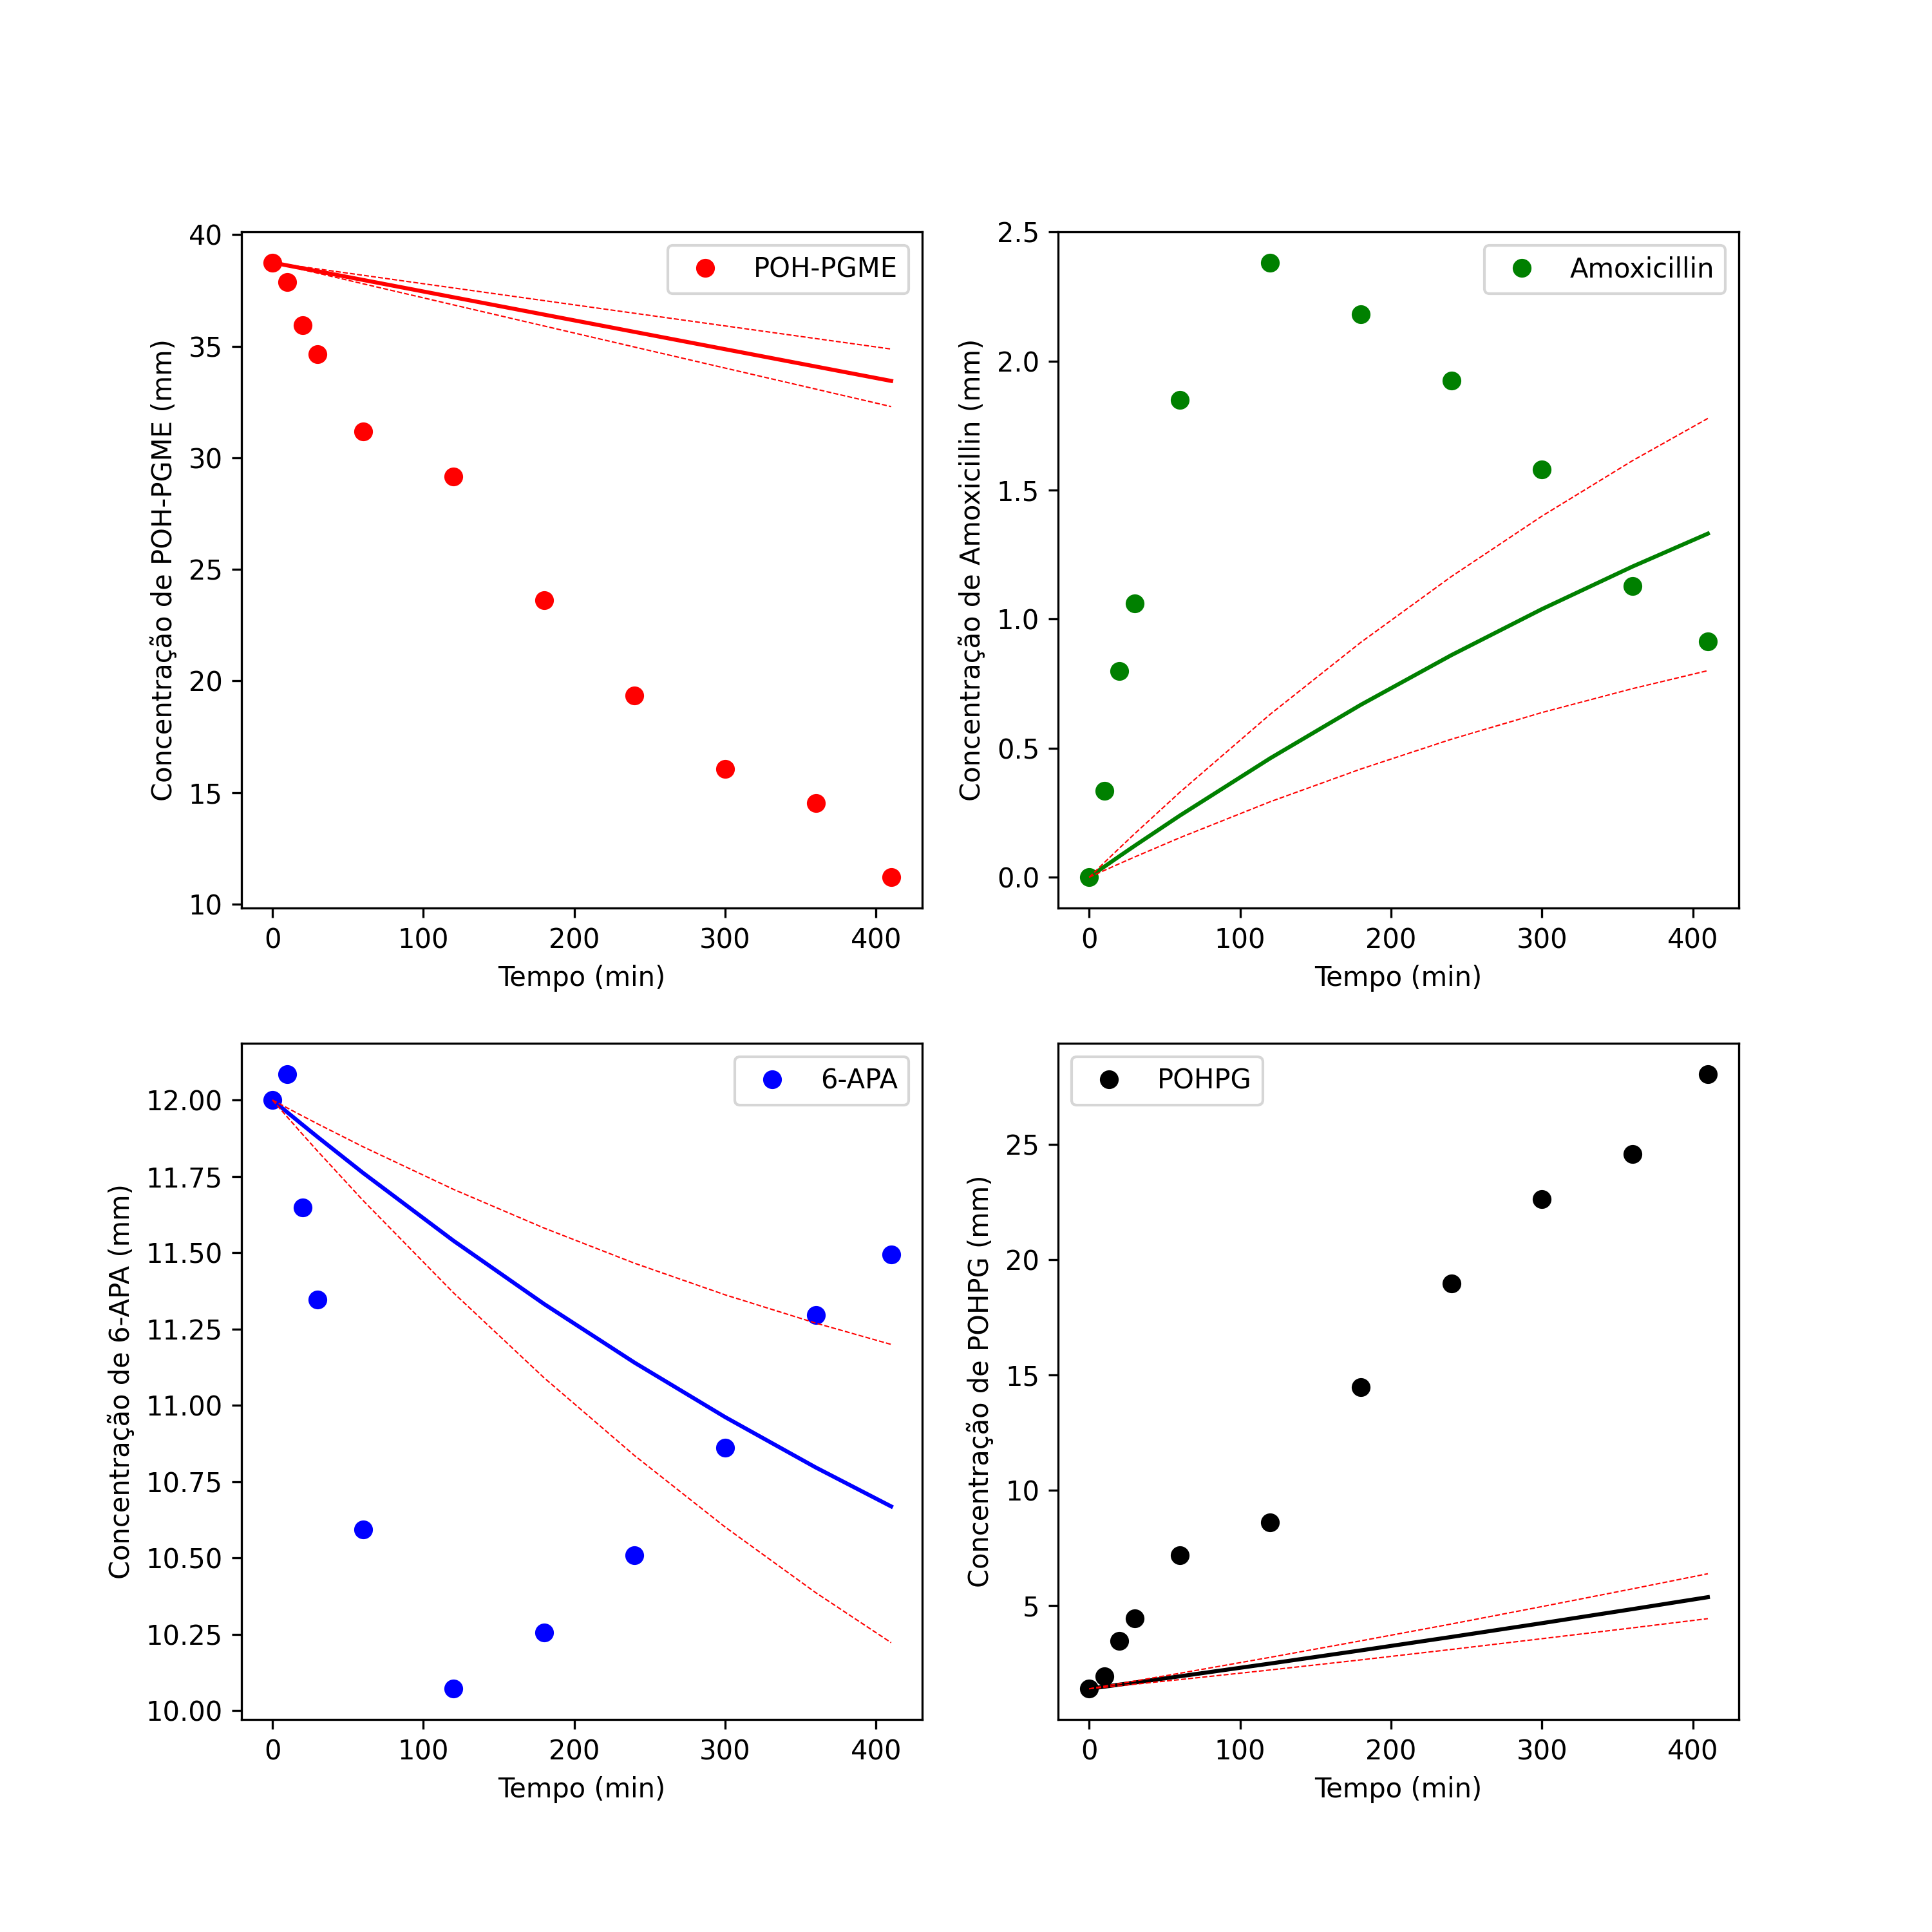 40
35
30
25
20
15
10
Concentração de POH-PGME (mm)
POH-PGME
0 100 200 300 400
Tempo (min)
2.5
2.0
1.5
1.0
0.5
0.0
Concentração de Amoxicillin (mm)
Amoxicillin
0 100 200 300 400
Tempo (min)
12.00
11.75
11.50
11.25
11.00
10.75
10.50
10.25
10.00
Concentração de 6-APA (mm)
6-APA
0 100 200 300 400
Tempo (min)
25
20
15
10
5
Concentração de POHPG (mm)
POHPG
0 100 200 300 400
Tempo (min)